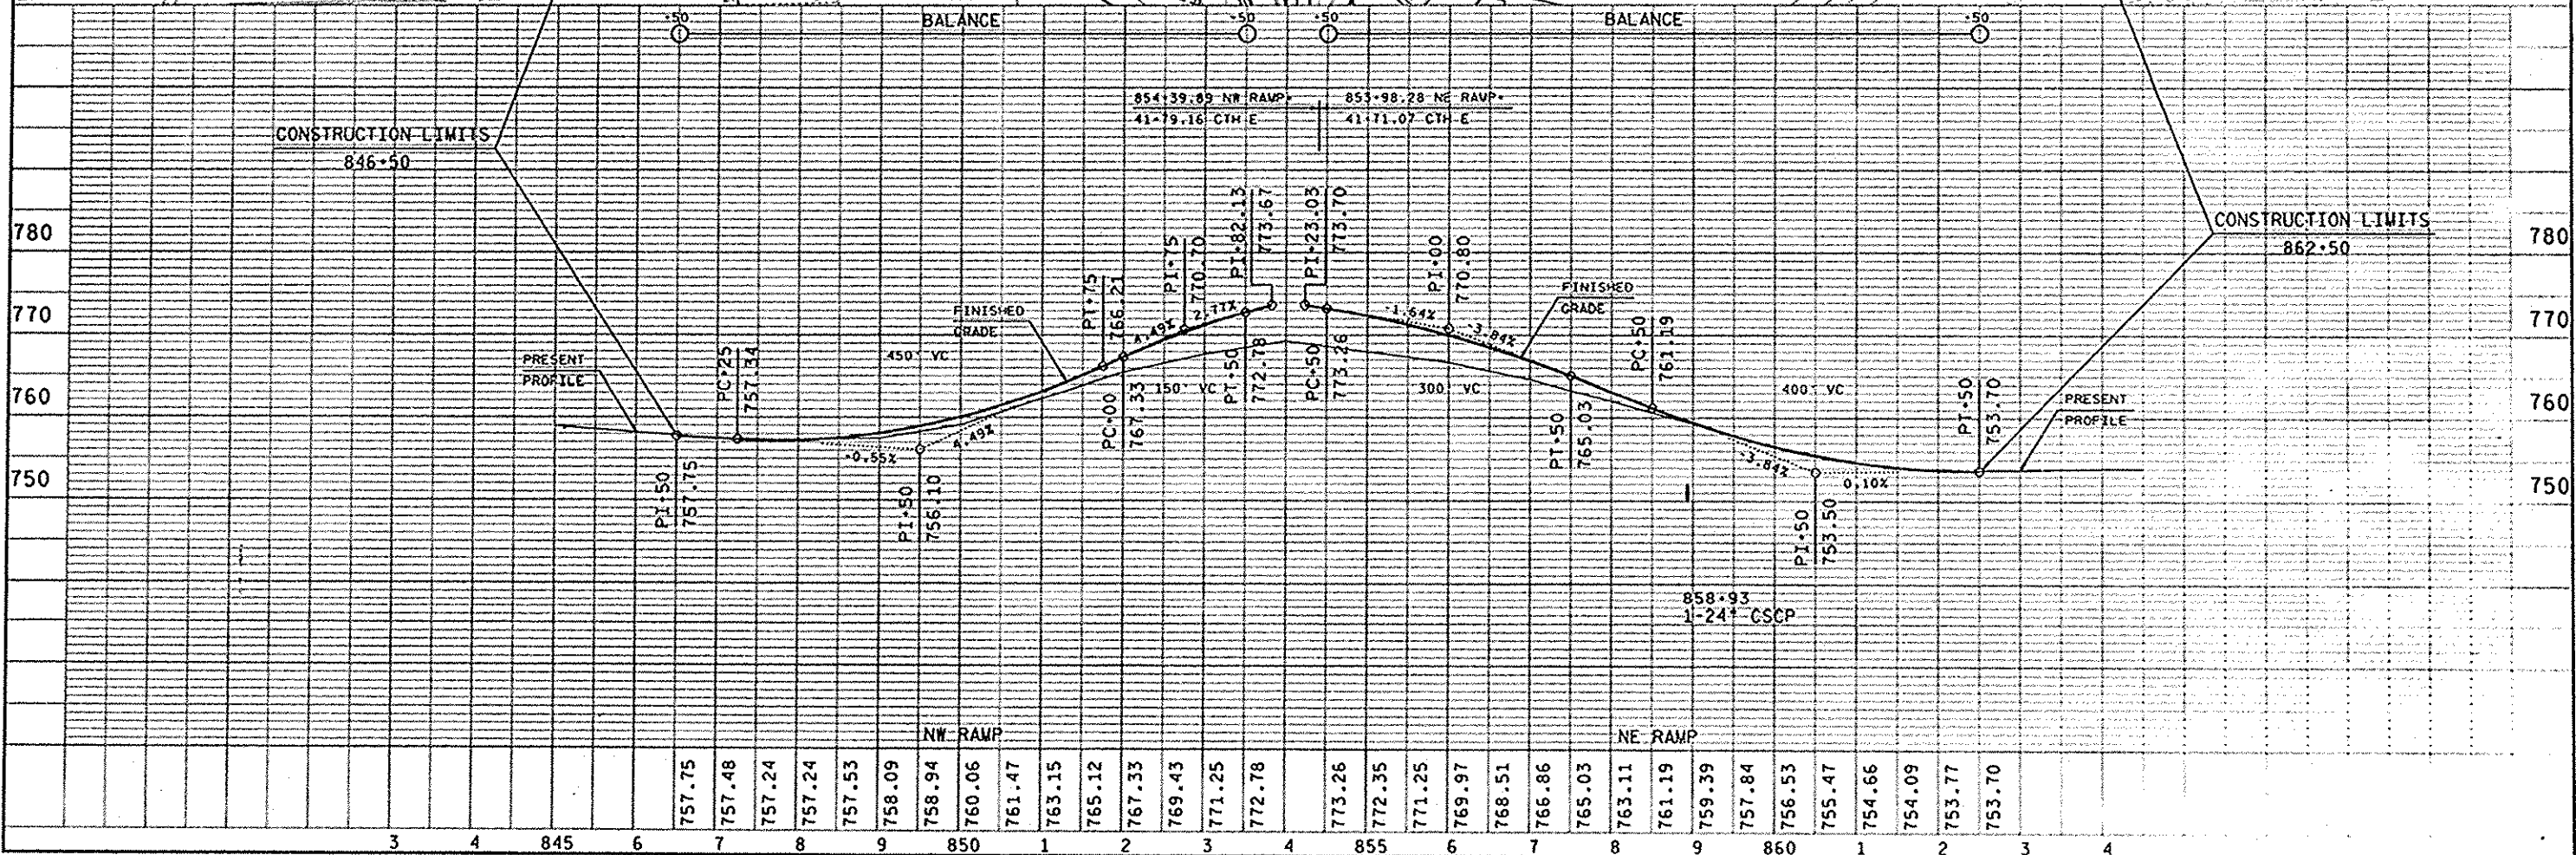 +50 BALANCE +50 +50 BALANCE +50
854+39.89 NW RAMP=
41+79.16 CTH E
853+98.28 NE RAMP=
41+71.07 CTH E
CONSTRUCTION LIMITS
846+50
CONSTRUCTION LIMITS
862+50
780
770
760
750
780
770
760
750
PRESENT
PROFILE
PI+50
757.75
PC+25
757.34
-0.55%
450' VC
PI+50
756.10
4.49%
FINISHED
GRADE
PT+75
766.21
PC+00
767.33
4.49%
150' VC
PI+75
770.70
2.77%
PT+50
772.78
PI+82.13
773.67
PI+23.03
773.70
PC+50
773.26
-1.64%
300' VC
PI+00
770.80
-3.84%
FINISHED
GRADE
PT+50
765.03
PC+50
761.19
400' VC
-3.84%
PI+50
753.50
0.10%
PT+50
753.70
PRESENT
PROFILE
858+93
1-24" CSCP
NW RAMP
NE RAMP
757.75 757.48 757.24 757.24 757.53 758.09 758.94 760.06 761.47 763.15 765.12 767.33 769.43 771.25 772.78 773.26 772.35 771.25 769.97 768.51 766.86 765.03 763.11 761.19 759.39 757.84 756.53 755.47 754.66 754.09 753.77 753.70
3 4 845 6 7 8 9 850 1 2 3 4 855 6 7 8 9 860 1 2 3 4